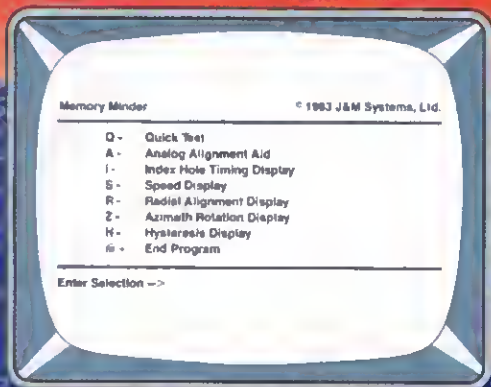 Memory Minder © 1983 J&M Systems, Ltd.
Q - Quick Test
A - Analog Alignment Aid
I - Index Hole Timing Display
S - Speed Display
R - Radial Alignment Display
Z - Azimuth Rotation Display
H - Hysteresis Display
- End Program
Enter Selection -->